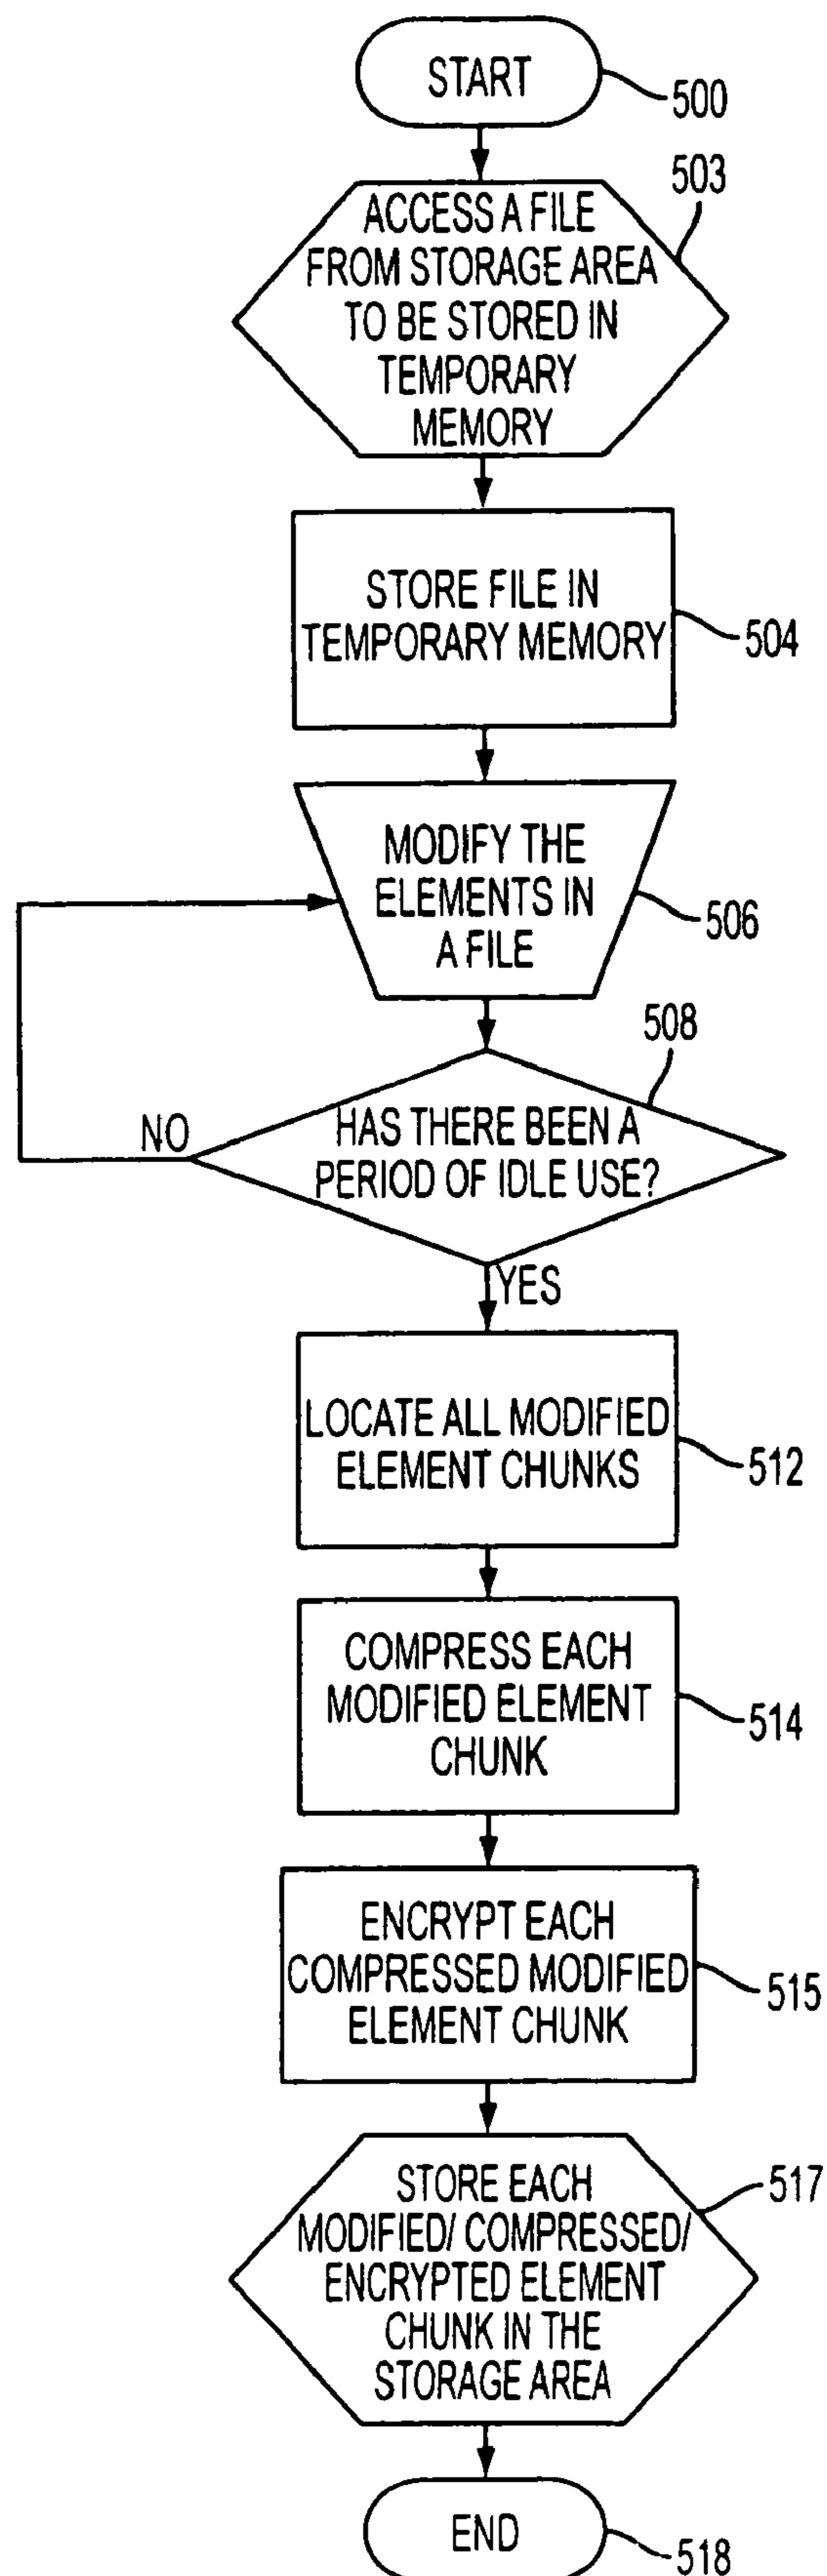 START
500
503
ACCESS A FILE
FROM STORAGE AREA
TO BE STORED IN
TEMPORARY
MEMORY
STORE FILE IN
TEMPORARY MEMORY
504
MODIFY THE
ELEMENTS IN
A FILE
506
508
HAS THERE BEEN A
PERIOD OF IDLE USE?
NO
YES
LOCATE ALL MODIFIED
ELEMENT CHUNKS
512
COMPRESS EACH
MODIFIED ELEMENT
CHUNK
514
ENCRYPT EACH
COMPRESSED MODIFIED
ELEMENT CHUNK
515
STORE EACH
MODIFIED/ COMPRESSED/
ENCRYPTED ELEMENT
CHUNK IN THE
STORAGE AREA
517
END
518